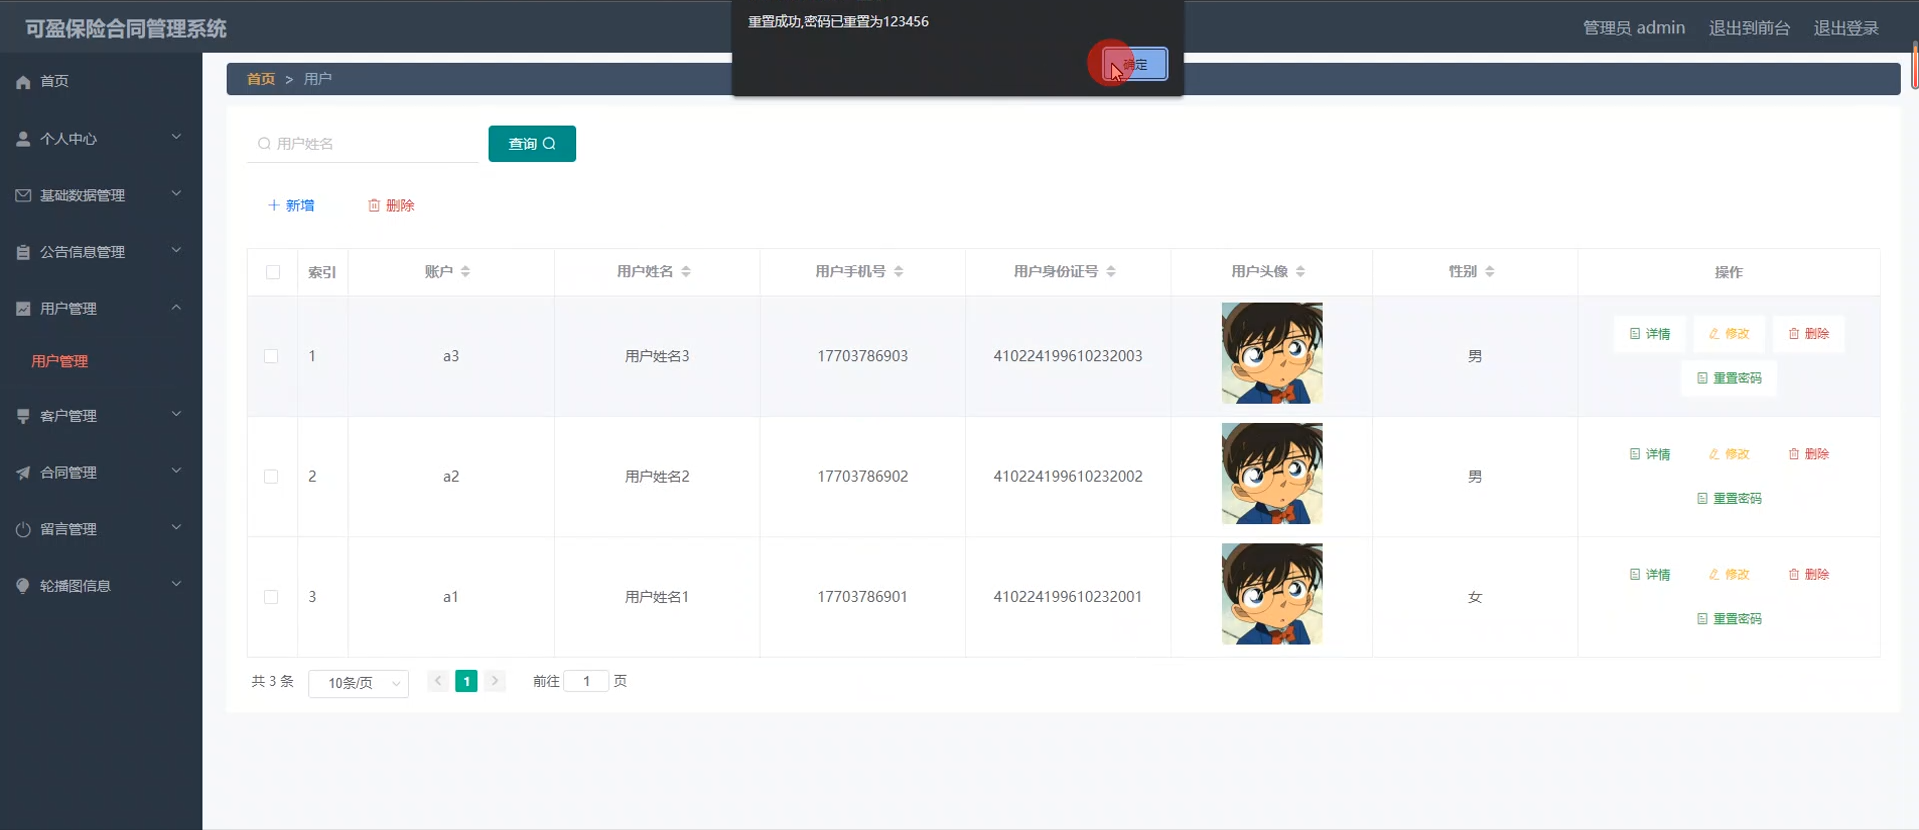 可盈保险合同管理系统
重置成功,密码已重置为123456
确定
管理员 admin 退出到前台 退出登录
首页
个人中心
基础数据管理
公告信息管理
用户管理
用户管理
客户管理
合同管理
留言管理
轮播图信息
首页 > 用户
用户姓名 查询
+ 新增 删除
索引 账户 用户姓名 用户手机号 用户身份证号 用户头像 性别 操作
1 a3 用户姓名3 17703786903 410224199610232003 男 详情 修改 删除
重置密码
2 a2 用户姓名2 17703786902 410224199610232002 男 详情 修改 删除
重置密码
3 a1 用户姓名1 17703786901 410224199610232001 女 详情 修改 删除
重置密码
共 3 条 10条/页 < 1 > 前往 1 页